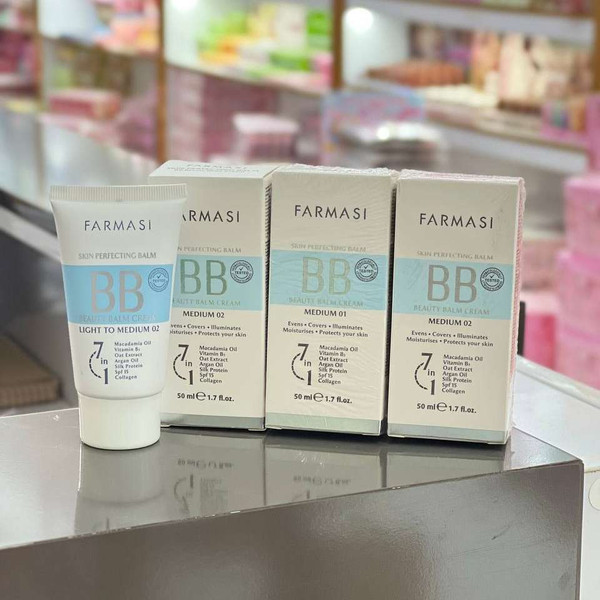 FARMASI
SKIN PERFECTING BALM
BB
BEAUTY BALM CREAM
LIGHT TO MEDIUM 02
7 in 1
Macadamia Oil
Vitamin B₅
Oat Extract
Argan Oil
Silk Protein
Spf 15
Collagen
ARMASI
PERFECTING BALM
BB
BEAUTY BALM CREAM
MEDIUM 02
Evens • Covers • Illuminates
Moisturises • Protects your skin
7 in 1
Macadamia Oil
Vitamin B₅
Oat Extract
Argan Oil
Silk Protein
Spf 15
Collagen
50 ml e 1.7 fl.oz.
FARMASI
SKIN PERFECTING BALM
BB
BEAUTY BALM CREAM
MEDIUM 01
Evens • Covers • Illuminates
Moisturises • Protects your skin
7 in 1
Macadamia Oil
Vitamin B₅
Oat Extract
Argan Oil
Silk Protein
Spf 15
Collagen
50 ml e 1.7 fl.oz.
FARMASI
SKIN PERFECTING BALM
BB
BEAUTY BALM CREAM
MEDIUM 02
Evens • Covers • Illuminates
Moisturises • Protects your skin
7 in 1
Macadamia Oil
Vitamin B₅
Oat Extract
Argan Oil
Silk Protein
Spf 15
Collagen
50 ml e 1.7 fl.oz.